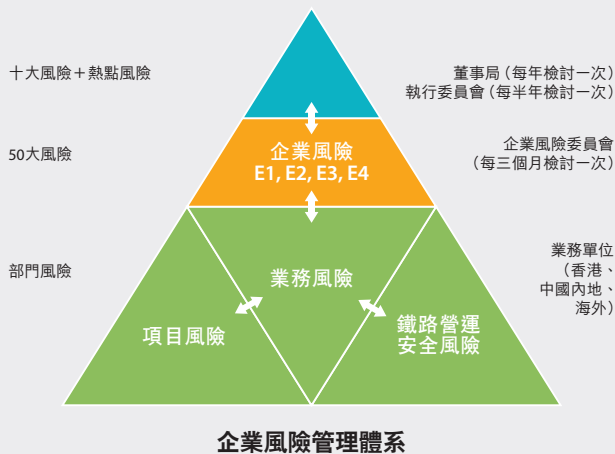 十大風險＋熱點風險
董事局（每年檢討一次）
執行委員會（每半年檢討一次）
50大風險
企業風險
E1, E2, E3, E4
企業風險委員會
（每三個月檢討一次）
部門風險
業務風險
項目風險
鐵路營運
安全風險
業務單位
（香港、
中國內地、
海外）
企業風險管理體系